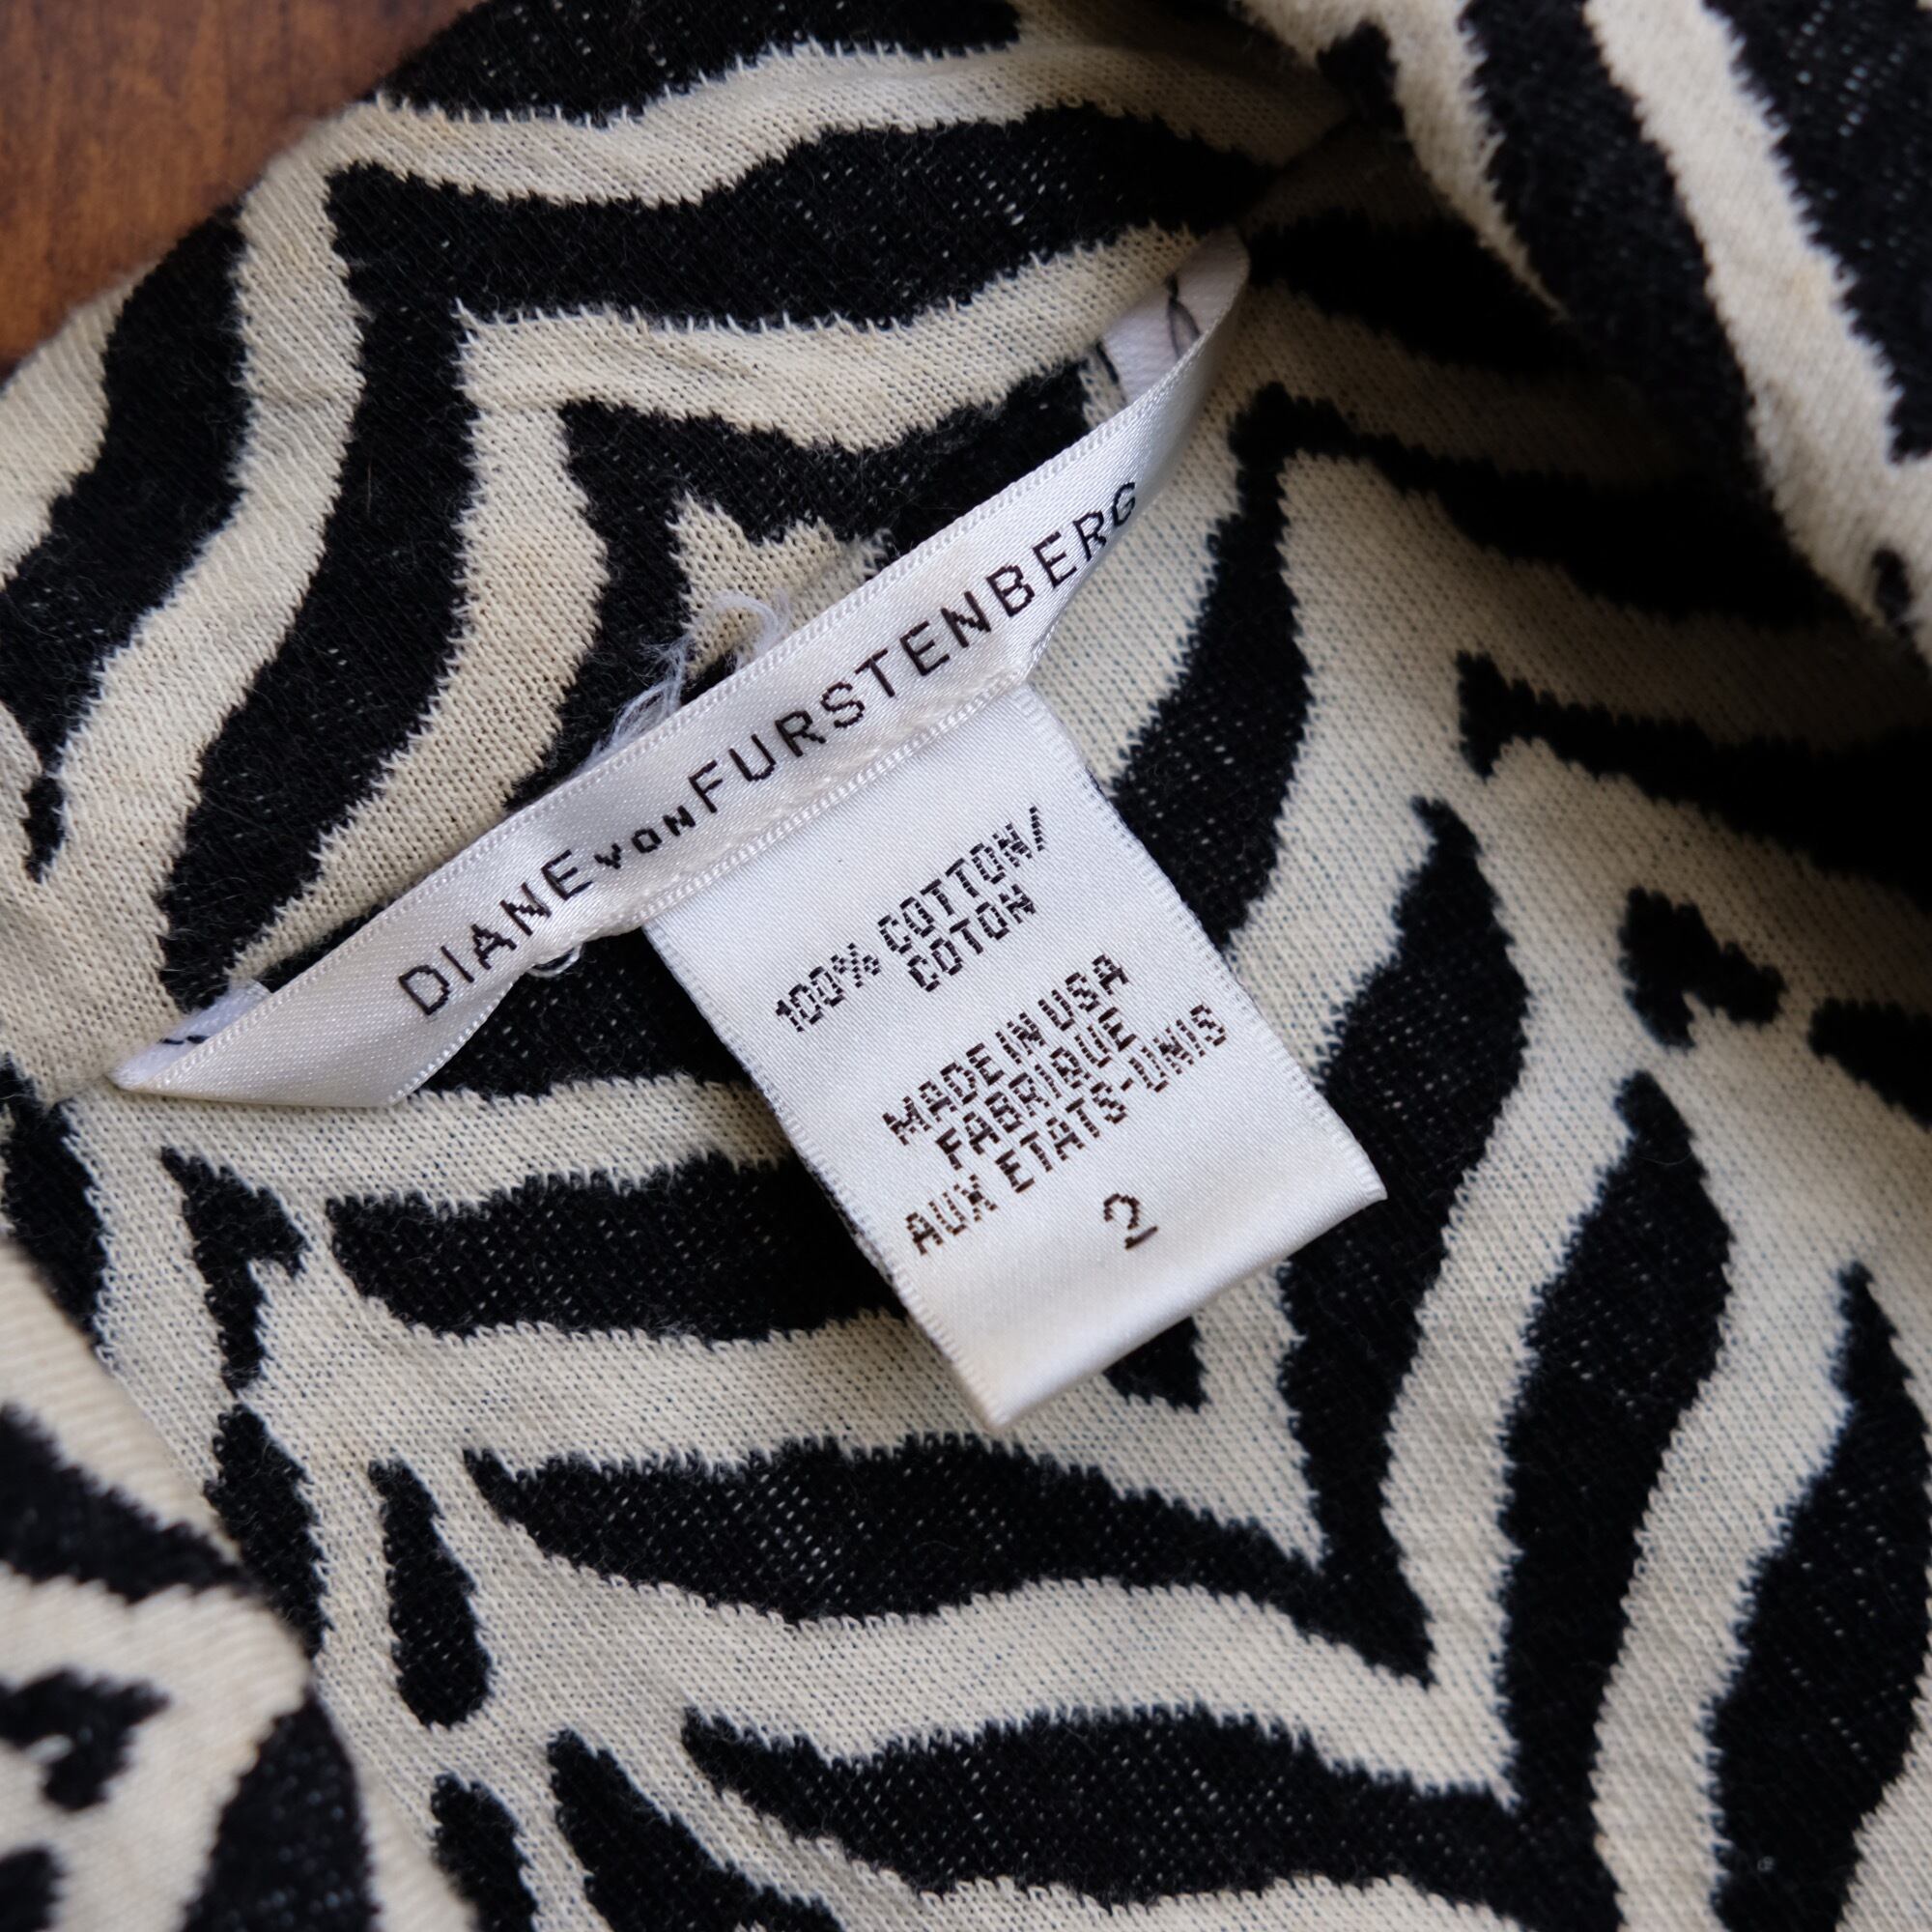 DIANE VON FURSTENBERG
100% COTTON/
COTON
MADE IN USA
FABRIQUE
AUX ETATS-UNIS
2